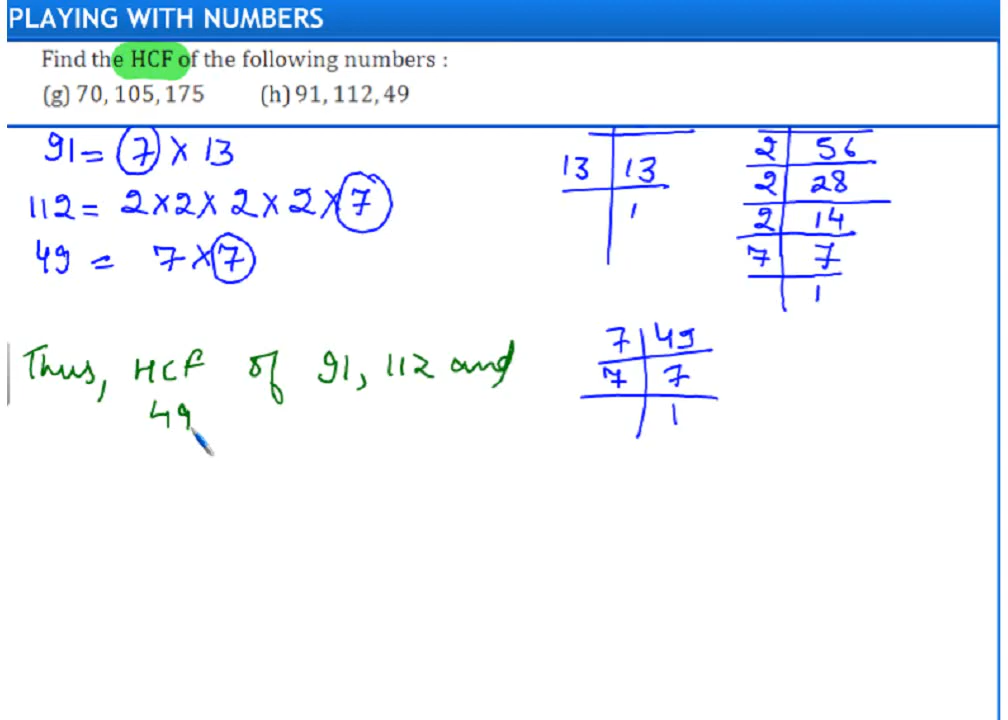 PLAYING WITH NUMBERS
Find the HCF of the following numbers :
(g) 70, 105, 175 (h) 91, 112, 49
91 = 7 × 13
112 = 2 × 2 × 2 × 2 × 7
49 = 7 × 7
13 | 13
1
2 | 56
2 | 28
2 | 14
7 | 7
1
7 | 49
7 | 7
1
Thus, HCF of 91, 112 and
49